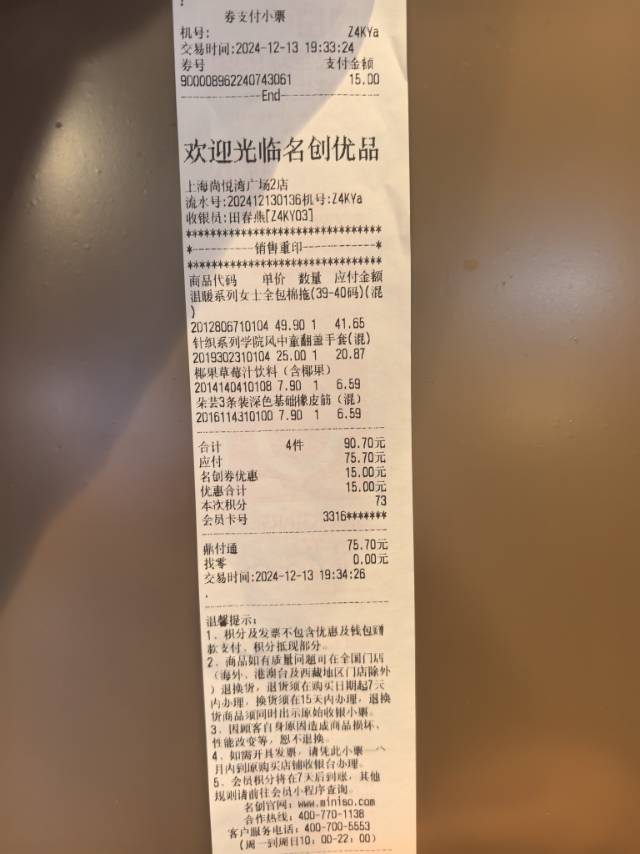 券支付小票
机号: Z4KYa
交易时间:2024-12-13 19:33:24
券号 支付金额
900008962240743061 15.00
End
欢迎光临名创优品
上海尚悦湾广场2店
流水号:202412130136机号:Z4KYa
收银员:田春燕[Z4KY03]
********************************
*-----------销售重印-----------*
********************************
商品代码 单价 数量 应付金额
温暖系列女士全包棉拖(39-40码)(混
)
2012806710104 49.90 1 41.65
针织系列学院风中童翻盖手套(混)
2019302310104 25.00 1 20.87
椰果草莓汁饮料（含椰果）
2014140410108 7.90 1 6.59
朵芸3条装深色基础橡皮筋（混）
2016114310100 7.90 1 6.59
合计 4件 90.70元
应付 75.70元
名创券优惠 15.00元
优惠合计 15.00元
本次积分 73
会员卡号 3316*******
鼎付通 75.70元
找零 0.00元
交易时间:2024-12-13 19:34:26
.
温馨提示:
1、积分及发票不包含优惠及钱包赠
款支付、积分抵现部分。
2、商品如有质量问题可在全国门店
（海外、港澳台及西藏地区门店除外
）退换货，退货须在购买日期起7天
内办理，换货须在15天内办理，退换
货商品须同时出示原始收银小票。
3、因顾客自身原因造成商品损坏、
性能改变等，恕不退换。
4、如需开具发票，请凭此小票一个
月内到原购买店铺收银台办理。
5、会员积分将在7天后到账，其他
规则请前往会员小程序查询。
名创官网：www.miniso.com
合作热线：400-770-1138
客户服务电话：400-700-5553
(周一到周日10：00-22：00)